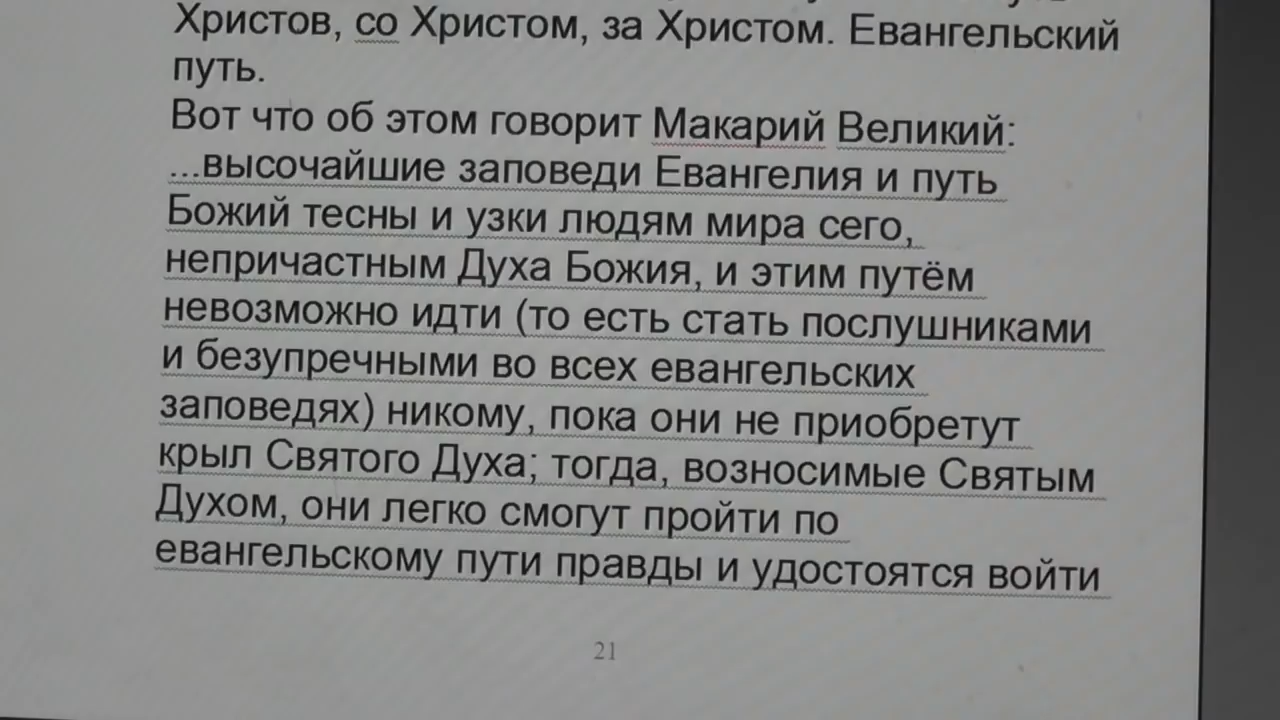 Христов, со Христом, за Христом. Евангельский
путь.
Вот что об этом говорит Макарий Великий:
...высочайшие заповеди Евангелия и путь
Божий тесны и узки людям мира сего,
непричастным Духа Божия, и этим путём
невозможно идти (то есть стать послушниками
и безупречными во всех евангельских
заповедях) никому, пока они не приобретут
крыл Святого Духа; тогда, возносимые Святым
Духом, они легко смогут пройти по
евангельскому пути правды и удостоятся войти
21